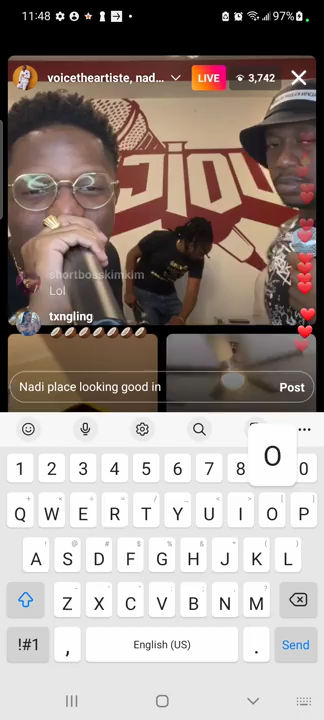 11:48
97%
voicetheartiste, nad...
LIVE
3,742
shortbosskimkim
Lol
txngling
Nadi place looking good in
Post
O
1 2 3 4 5 6 7 8 0
Q W E R T Y U I O P
A S D F G H J K L
Z X C V B N M
!#1 , English (US) . Send